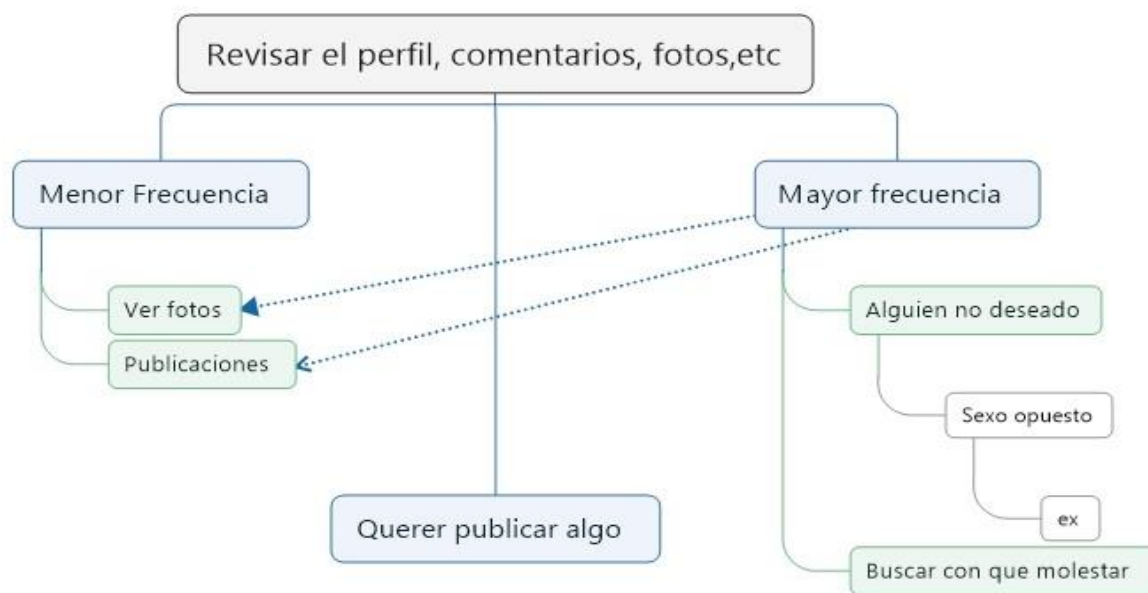 Revisar el perfil, comentarios, fotos,etc
Menor Frecuencia
Mayor frecuencia
Ver fotos
Publicaciones
Alguien no deseado
Sexo opuesto
ex
Querer publicar algo
Buscar con que molestar